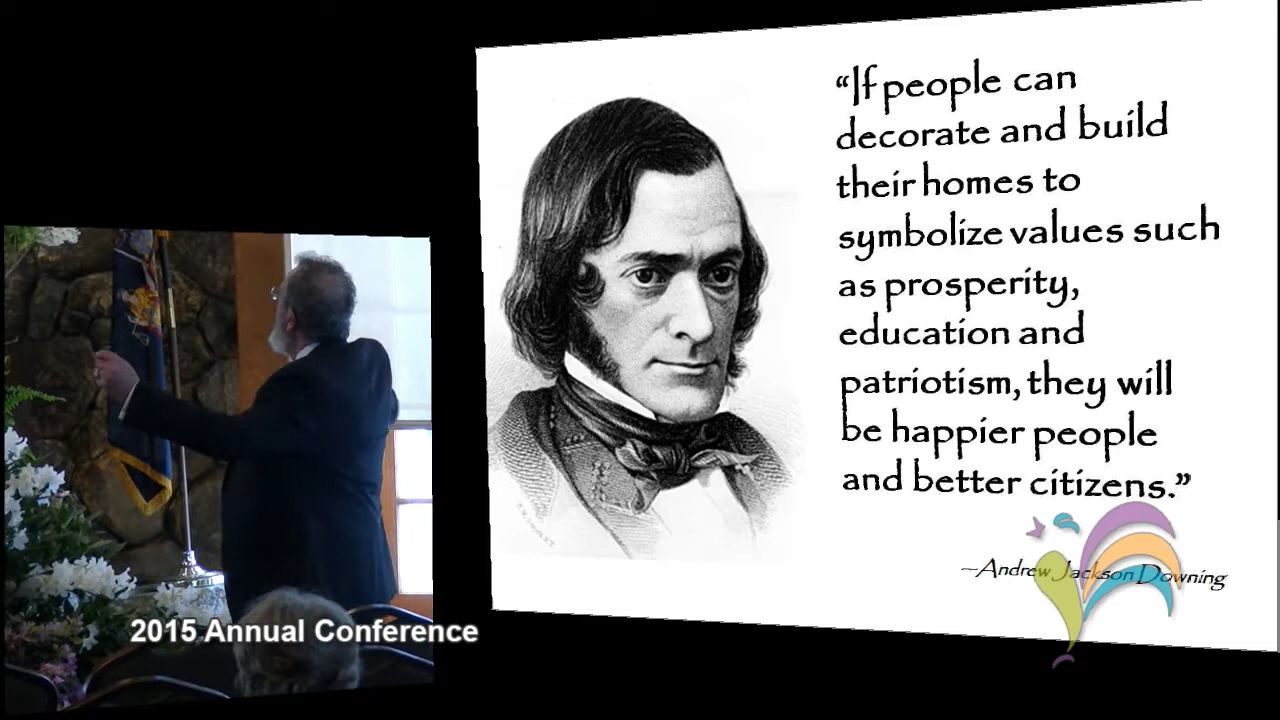 “If people can
decorate and build
their homes to
symbolize values such
as prosperity,
education and
patriotism, they will
be happier people
and better citizens.”
~Andrew Jackson Downing
2015 Annual Conference